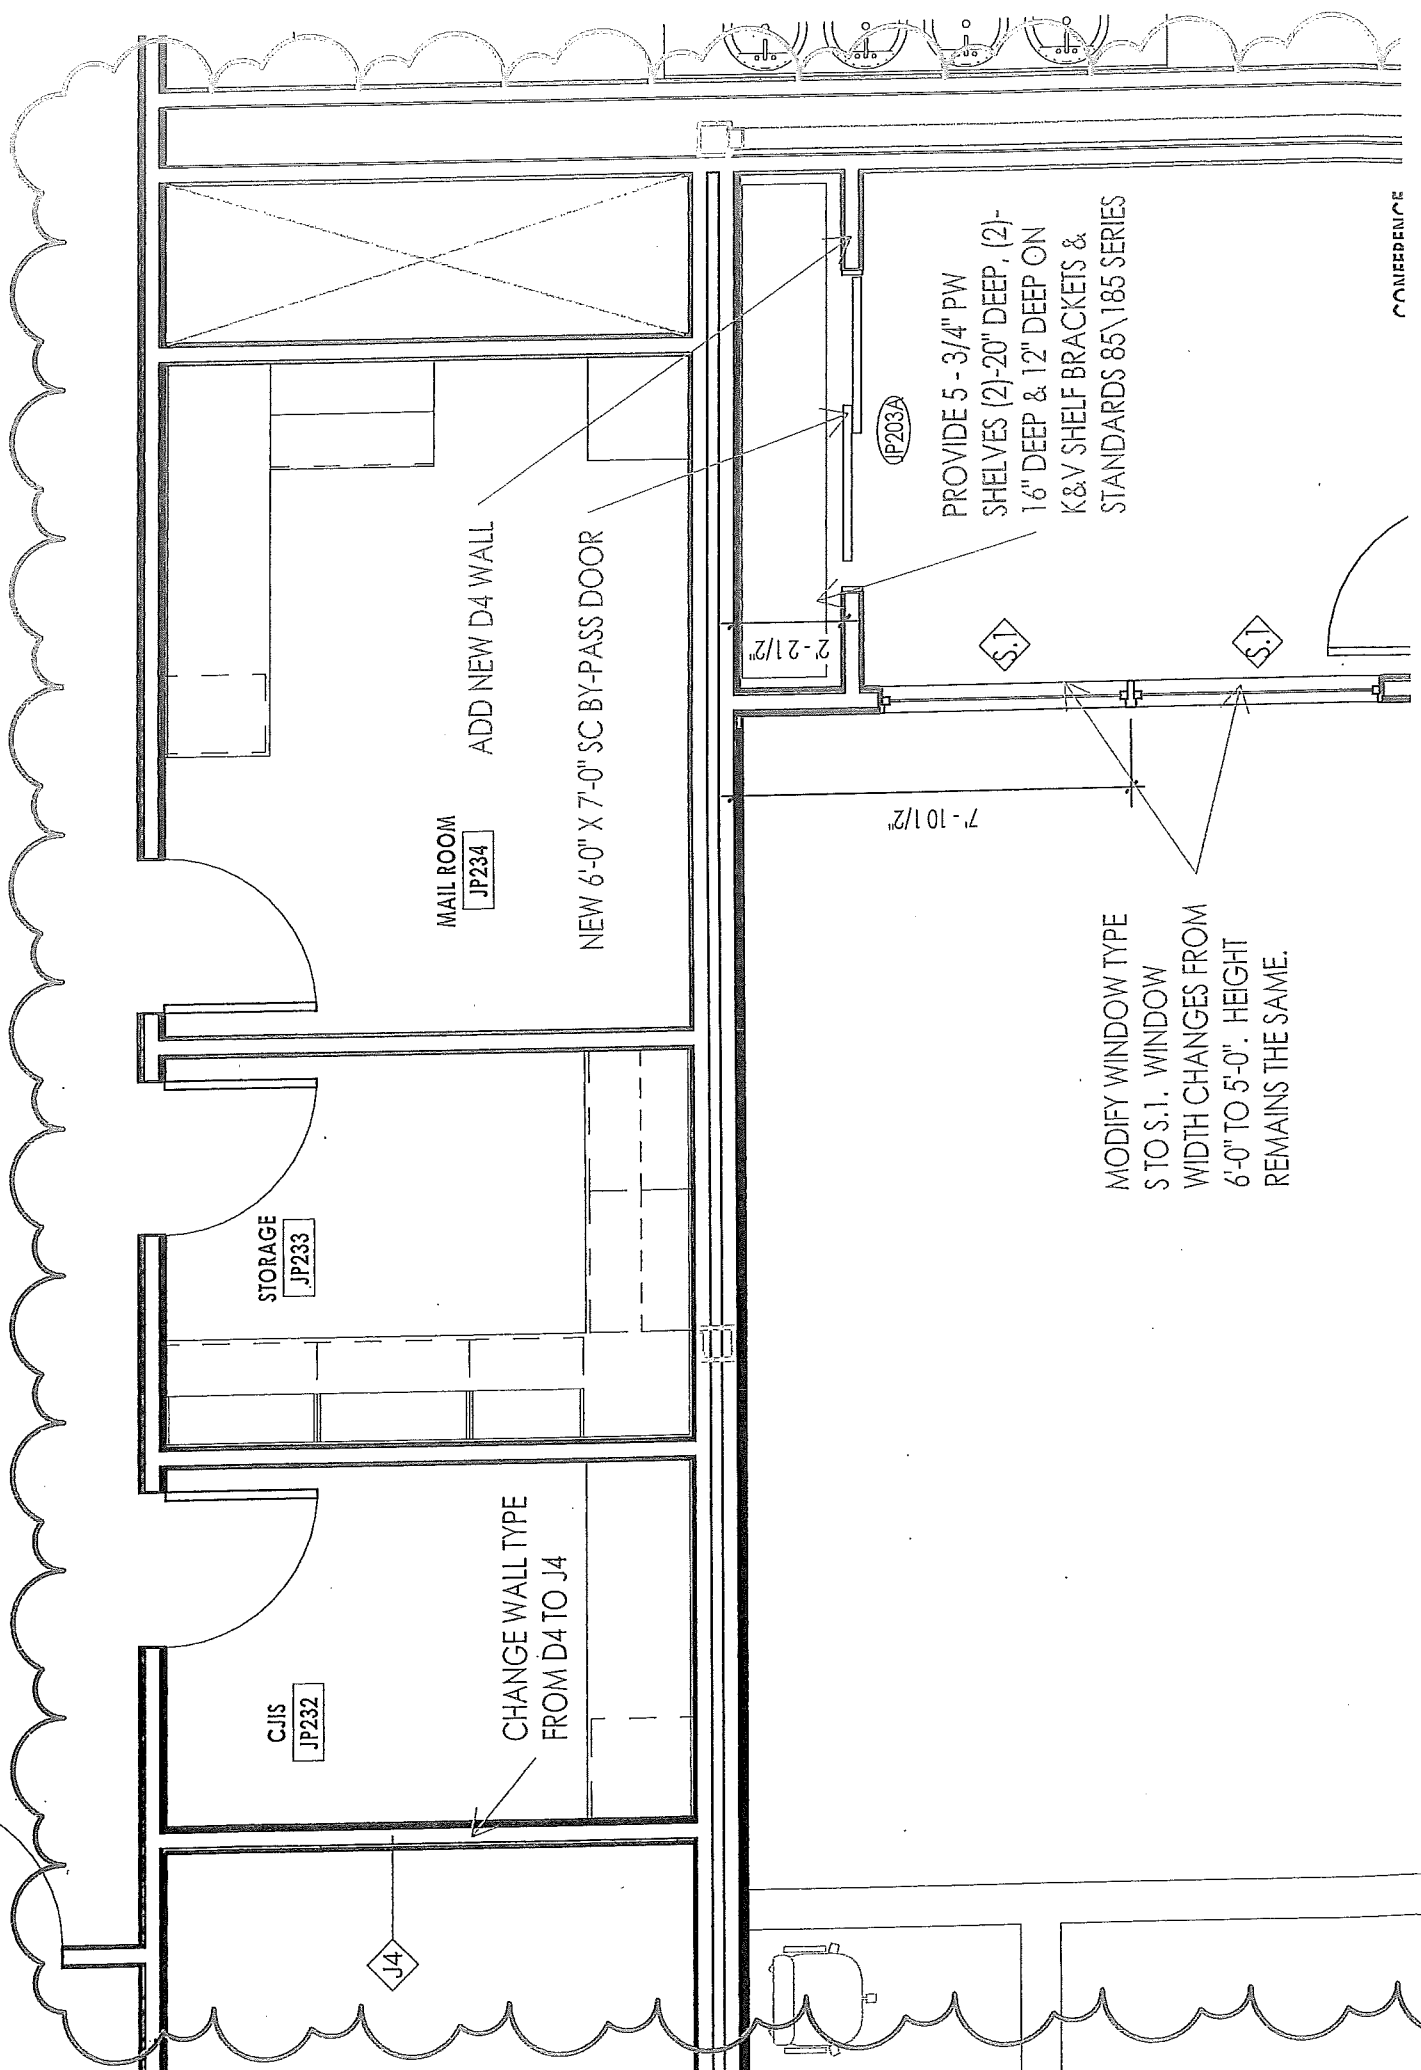 CJIS
JP232
STORAGE
JP233
MAIL ROOM
JP234
J4
CHANGE WALL TYPE
FROM D4 TO J4
ADD NEW D4 WALL
NEW 6'-0" X 7'-0" SC BY-PASS DOOR
2' - 2 1/2"
JP203A
PROVIDE 5 - 3/4" PW
SHELVES (2)-20" DEEP, (2)-
16" DEEP & 12" DEEP ON
K&V SHELF BRACKETS &
STANDARDS 85\185 SERIES
7' - 10 1/2"
S.1
S.1
MODIFY WINDOW TYPE
S TO S.1. WINDOW
WIDTH CHANGES FROM
6'-0" TO 5'-0". HEIGHT
REMAINS THE SAME.
CONFERENCE